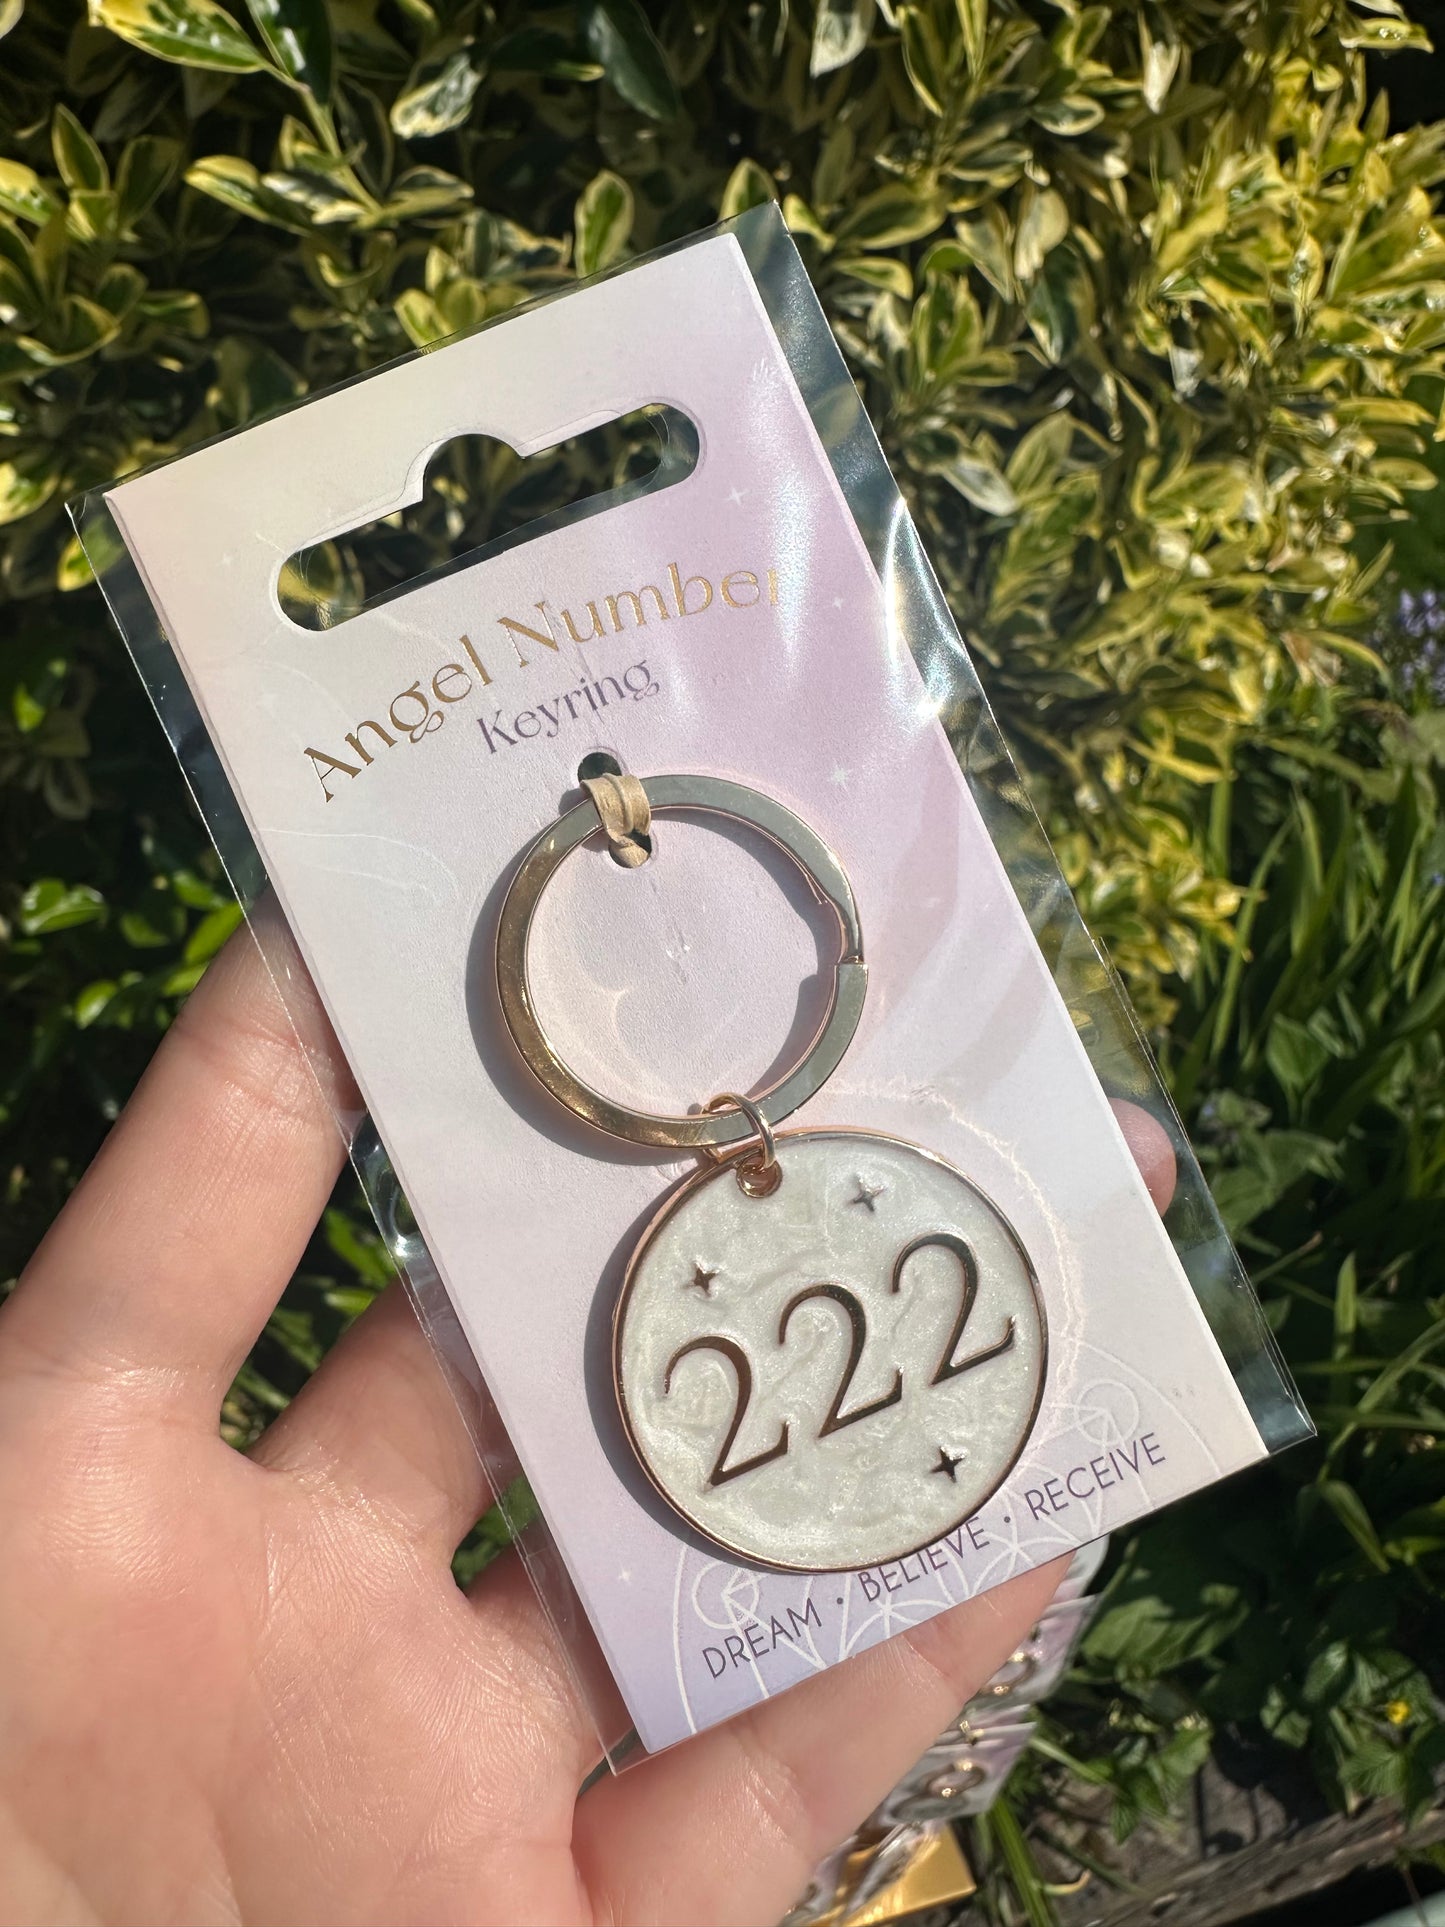 Angel Number
Keyring
222
DREAM • BELIEVE • RECEIVE